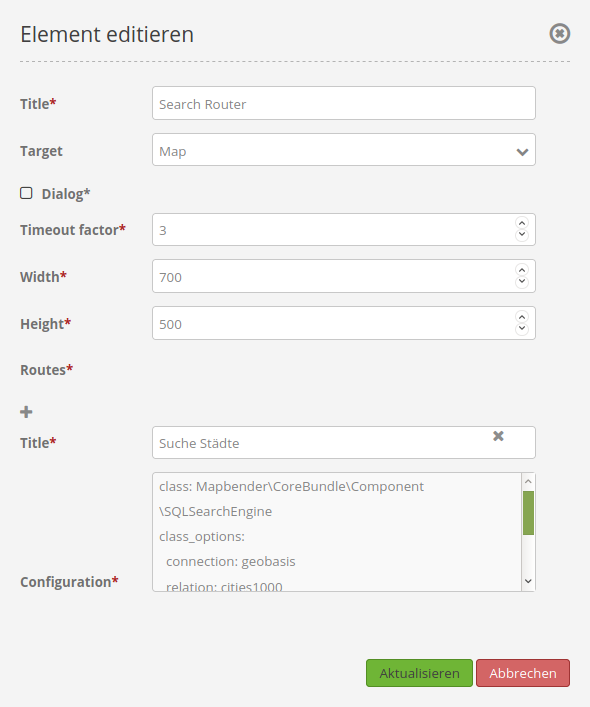 Element editieren
Title*
Search Router
Target
Map
Dialog*
Timeout factor*
3
Width*
700
Height*
500
Routes*
Title*
Suche Städte
Configuration*
class: Mapbender\CoreBundle\Component
\SQLSearchEngine
class_options:
connection: geobasis
relation: cities1000
Aktualisieren
Abbrechen